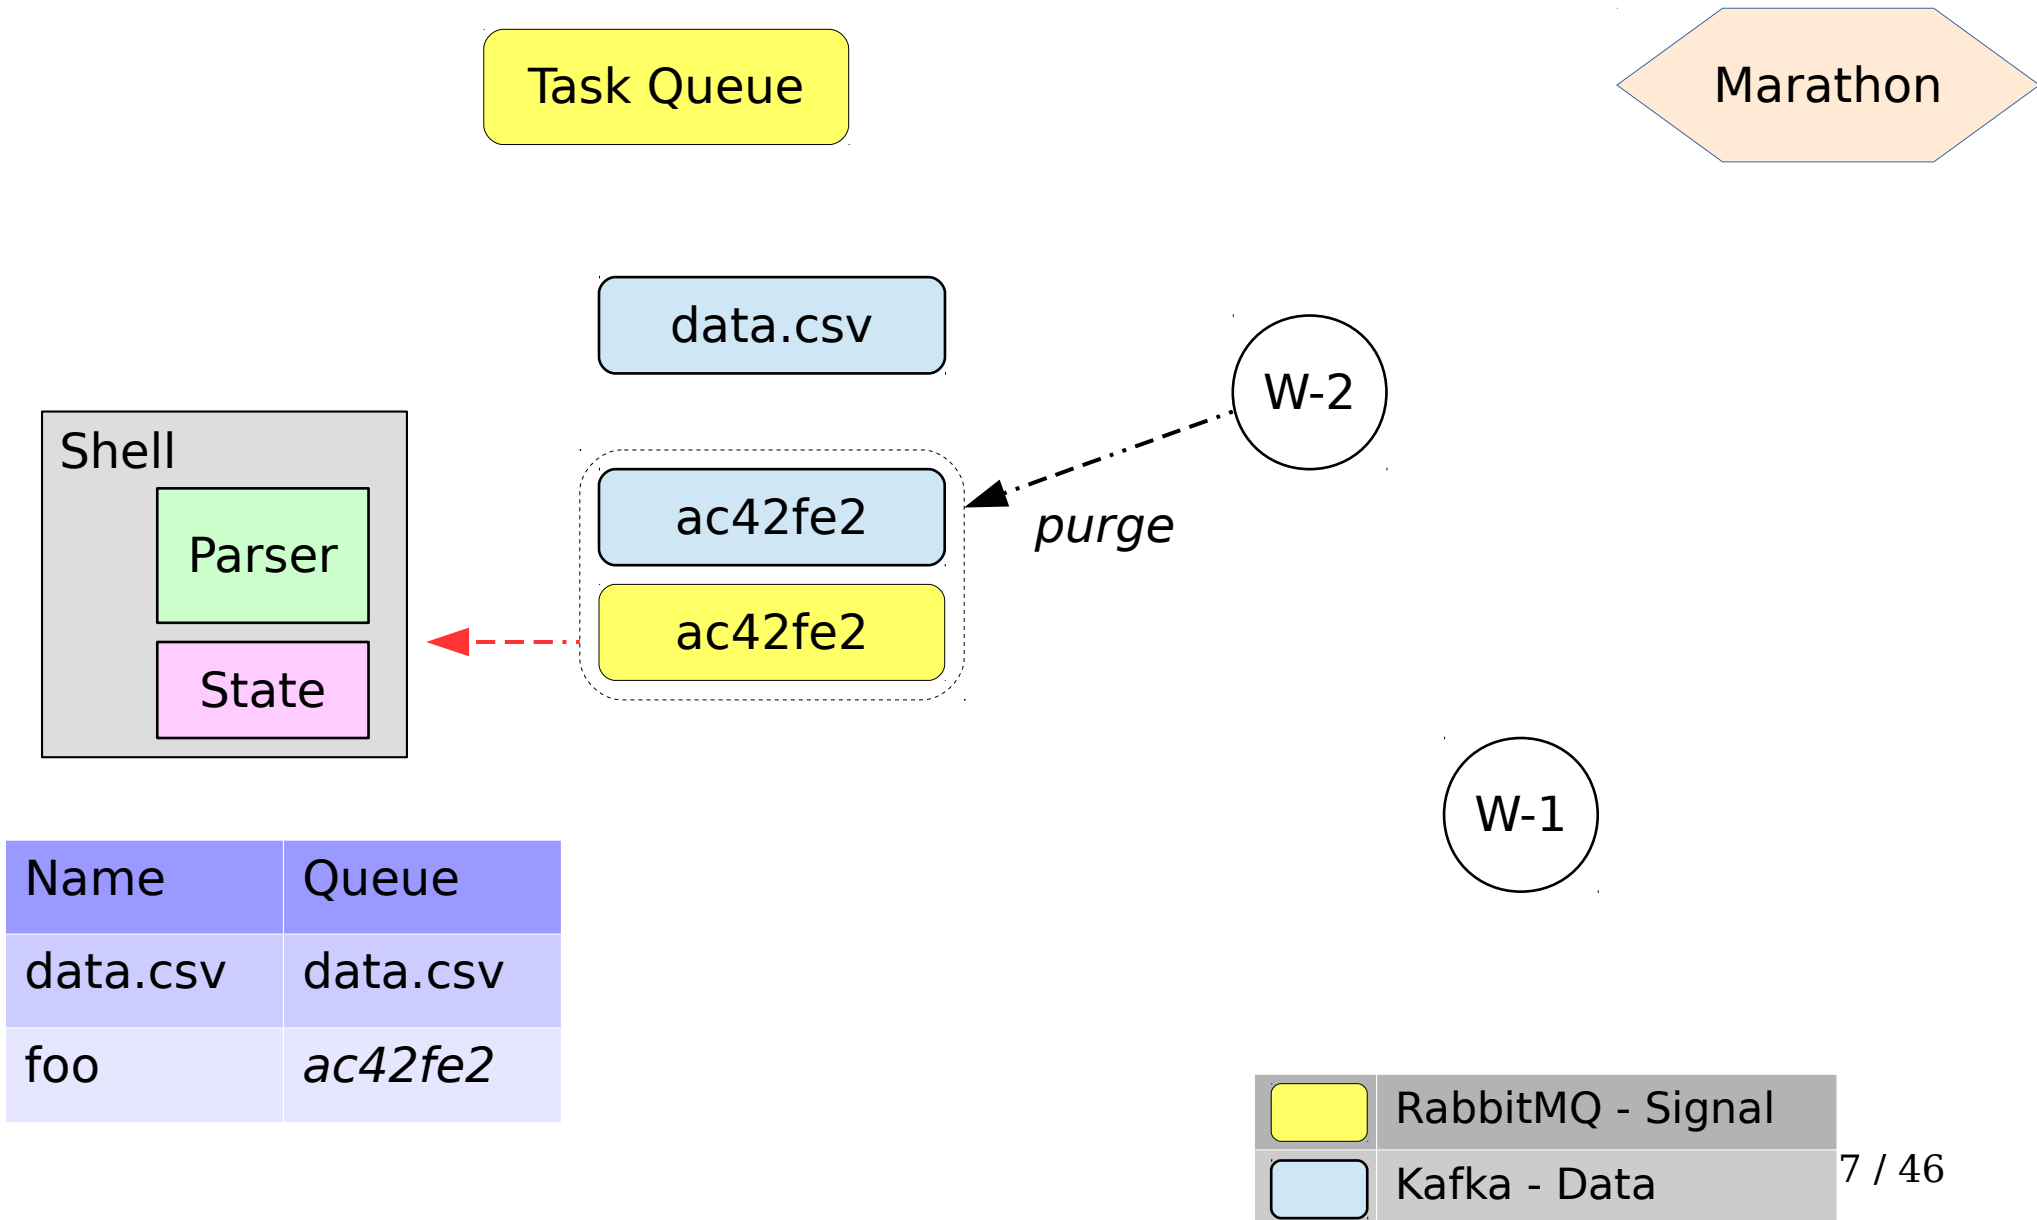 Task Queue
Marathon
data.csv
W-2
Shell
ac42fe2
purge
Parser
ac42fe2
State
W-1
Name Queue
data.csv data.csv
foo ac42fe2
RabbitMQ - Signal
Kafka - Data
7 / 46